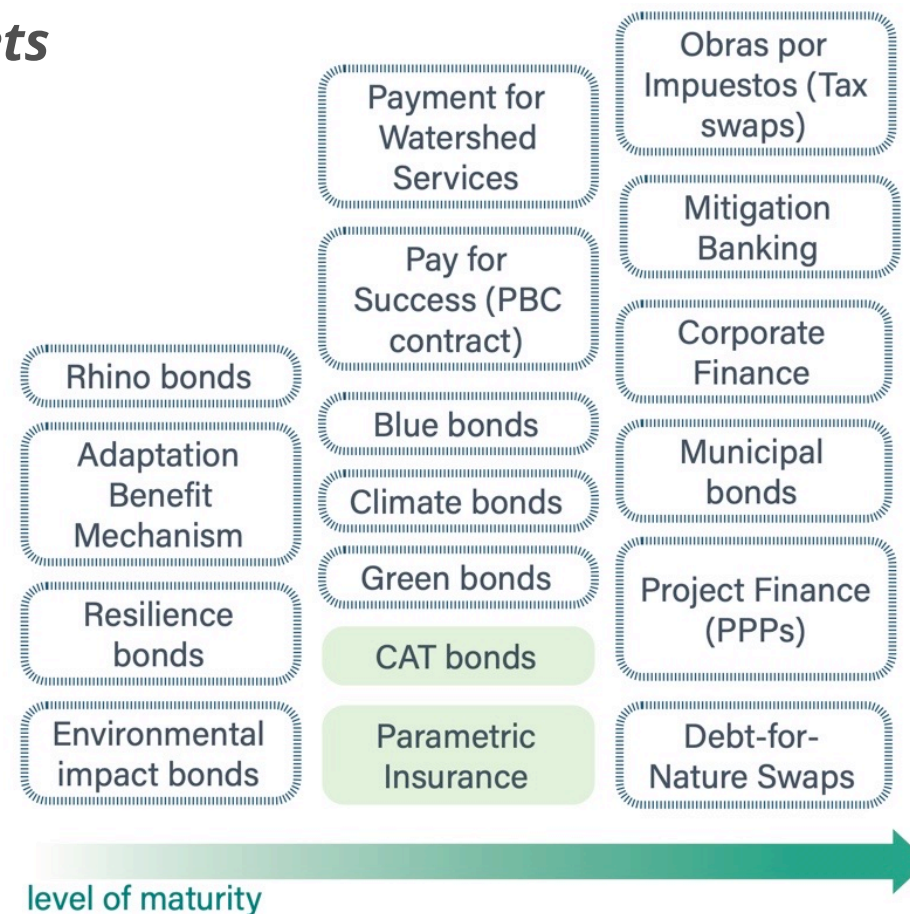 ets
Rhino bonds
Adaptation
Benefit
Mechanism
Resilience
bonds
Environmental
impact bonds
Payment for
Watershed
Services
Pay for
Success (PBC
contract)
Blue bonds
Climate bonds
Green bonds
CAT bonds
Parametric
Insurance
Obras por
Impuestos (Tax
swaps)
Mitigation
Banking
Corporate
Finance
Municipal
bonds
Project Finance
(PPPs)
Debt-for-
Nature Swaps
level of maturity